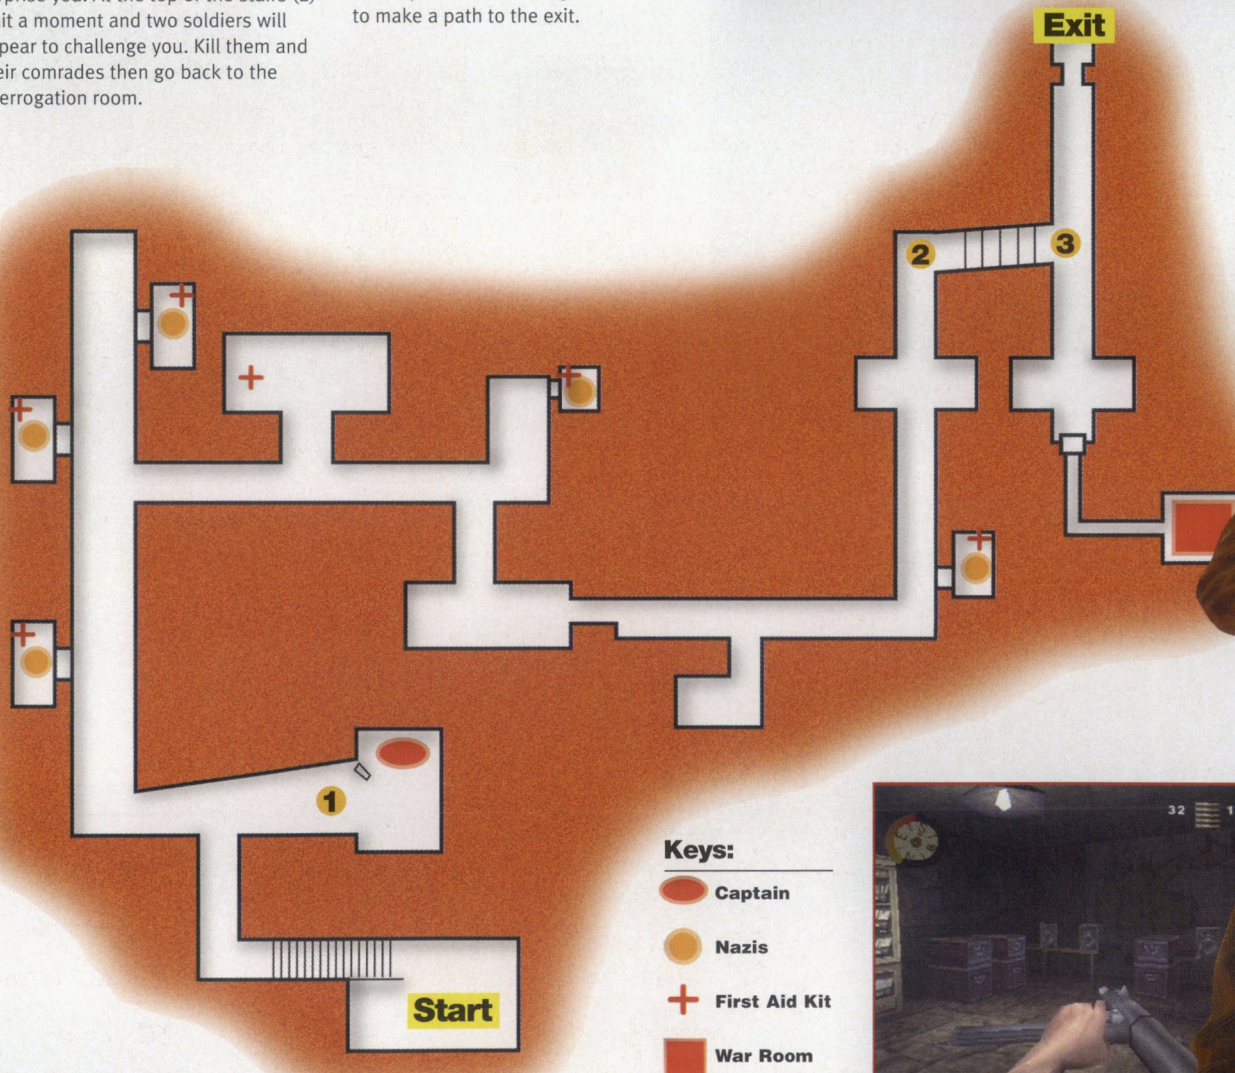 it a moment and two soldiers will
pear to challenge you. Kill them and
eir comrades then go back to the
errogation room.
to make a path to the exit.
Exit
2
3
1
Start
Keys:
Captain
Nazis
First Aid Kit
War Room
32
1